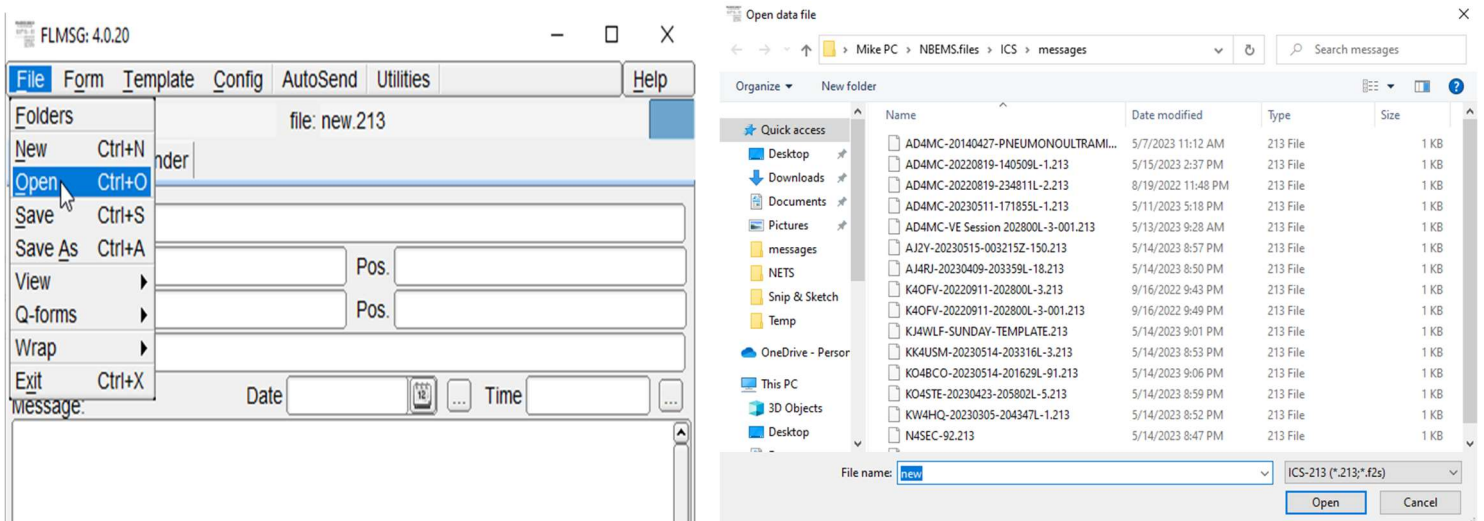 FLMSG: 4.0.20
File Form Template Config AutoSend Utilities Help
Folders
file: new.213
New Ctrl+N
nder
Open Ctrl+O
Save Ctrl+S
Save As Ctrl+A
View
Pos.
Q-forms
Pos.
Wrap
Exit Ctrl+X
Message:
Date 12 ... Time ...
Open data file
Mike PC > NBEMS.files > ICS > messages
Search messages
Organize New folder
Name Date modified Type Size
Quick access
Desktop
Downloads
Documents
Pictures
messages
NETS
Snip & Sketch
Temp
OneDrive - Person
This PC
3D Objects
Desktop
AD4MC-20140427-PNEUMONOULTRAMI... 5/7/2023 11:12 AM 213 File 1 KB
AD4MC-20220819-140509L-1.213 5/15/2023 2:37 PM 213 File 1 KB
AD4MC-20220819-234811L-2.213 8/19/2022 11:48 PM 213 File 1 KB
AD4MC-20230511-171855L-1.213 5/11/2023 5:18 PM 213 File 1 KB
AD4MC-VE Session 202800L-3-001.213 5/13/2023 9:28 AM 213 File 1 KB
AJ2Y-20230515-003215Z-150.213 5/14/2023 8:57 PM 213 File 1 KB
AJ4RJ-20230409-203359L-18.213 5/14/2023 8:50 PM 213 File 1 KB
K4OFV-20220911-202800L-3.213 9/16/2022 9:43 PM 213 File 1 KB
K4OFV-20220911-202800L-3-001.213 9/16/2022 9:49 PM 213 File 1 KB
KJ4WLF-SUNDAY-TEMPLATE.213 5/14/2023 9:01 PM 213 File 1 KB
KK4USM-20230514-203316L-3.213 5/14/2023 8:53 PM 213 File 1 KB
KO4BCO-20230514-201629L-91.213 5/14/2023 9:06 PM 213 File 1 KB
KO4STE-20230423-205802L-5.213 5/14/2023 8:59 PM 213 File 1 KB
KW4HQ-20230305-204347L-1.213 5/14/2023 8:52 PM 213 File 1 KB
N4SEC-92.213 5/14/2023 8:47 PM 213 File 1 KB
File name: new
ICS-213 (*.213;*.f2s)
Open Cancel